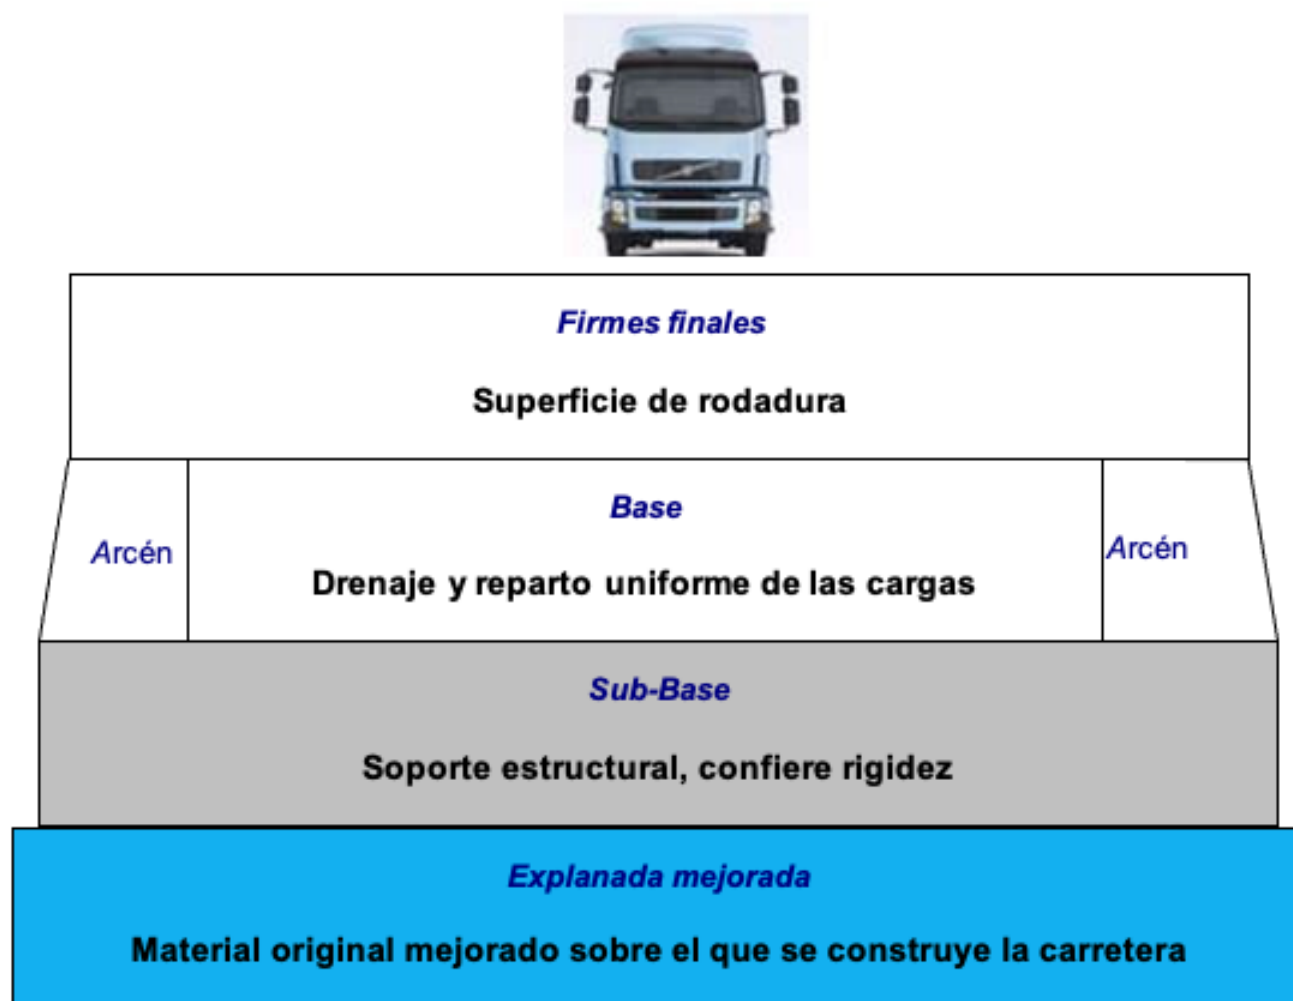 Firmes finales
Superficie de rodadura
Base
Arcén
Arcén
Drenaje y reparto uniforme de las cargas
Sub-Base
Soporte estructural, confiere rigidez
Explanada mejorada
Material original mejorado sobre el que se construye la carretera